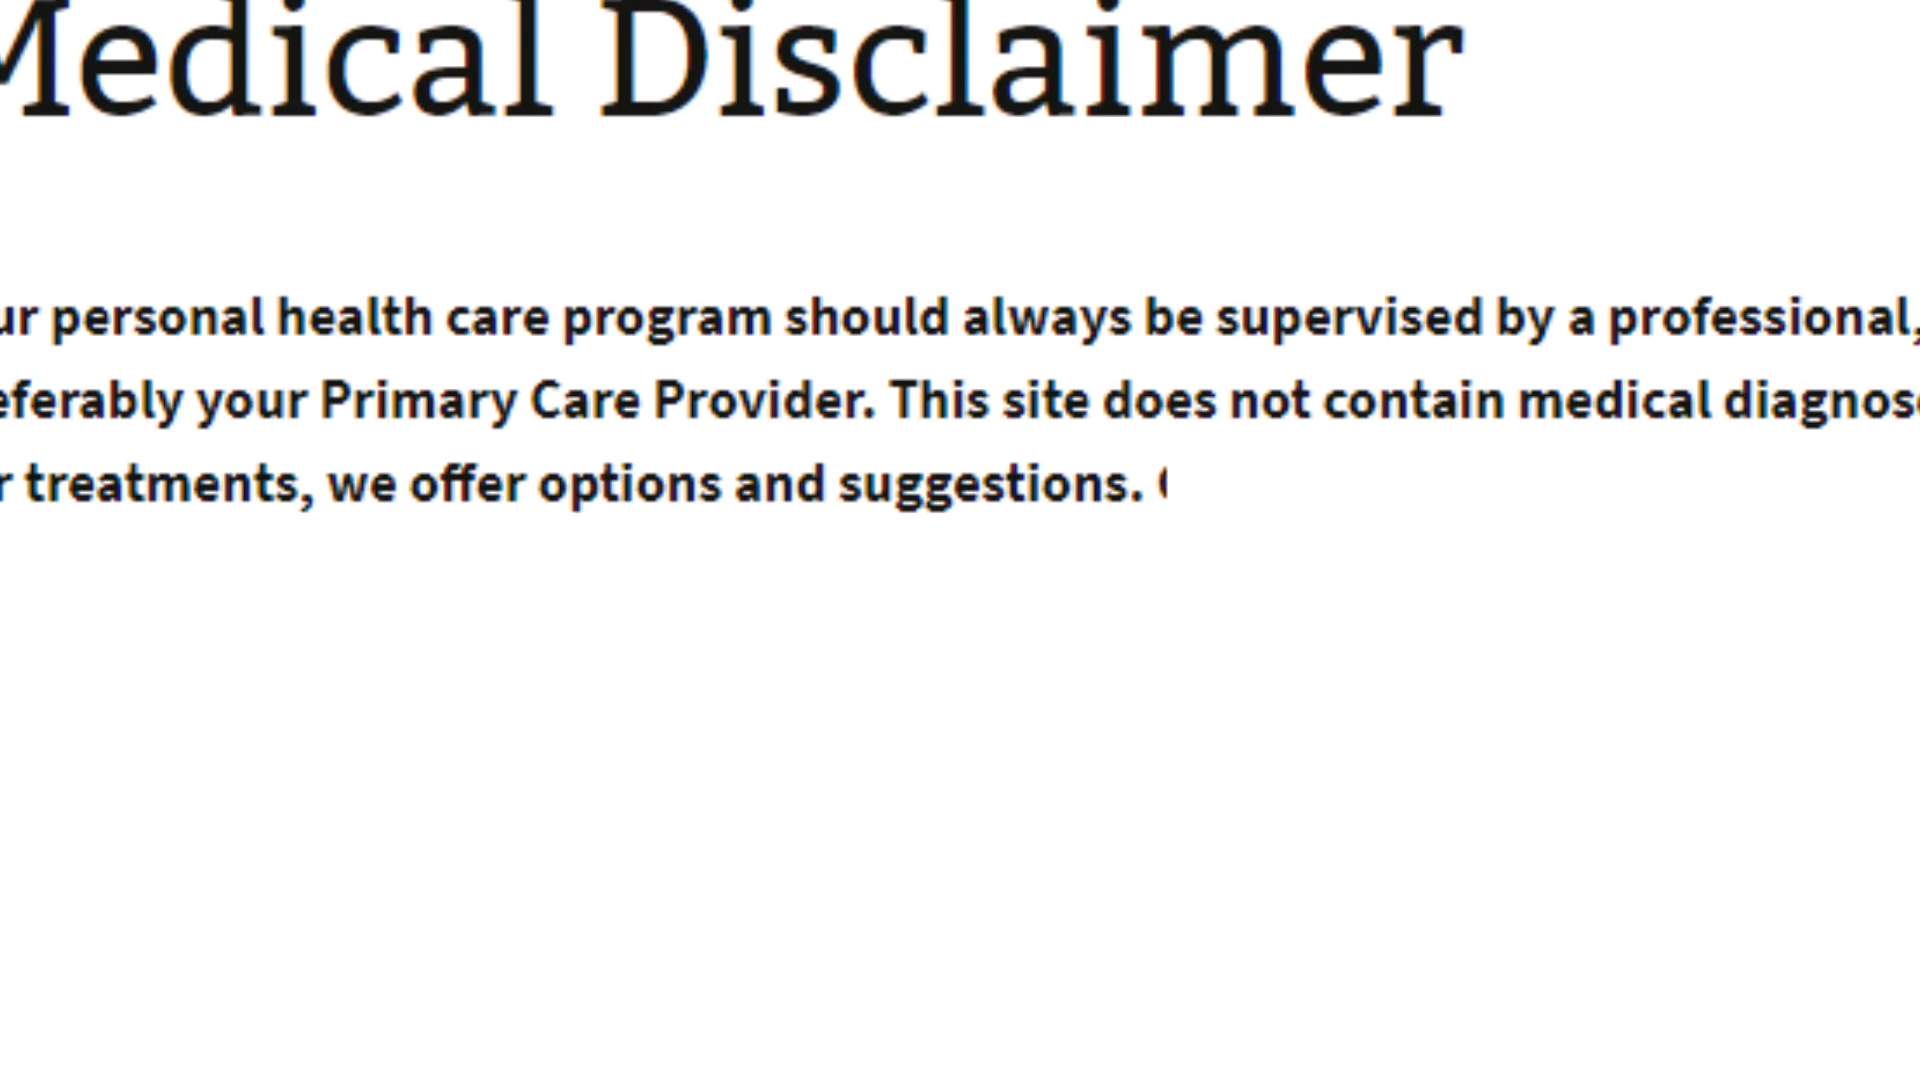 Medical Disclaimer
ur personal health care program should always be supervised by a professional,
eferably your Primary Care Provider. This site does not contain medical diagnose
r treatments, we offer options and suggestions.